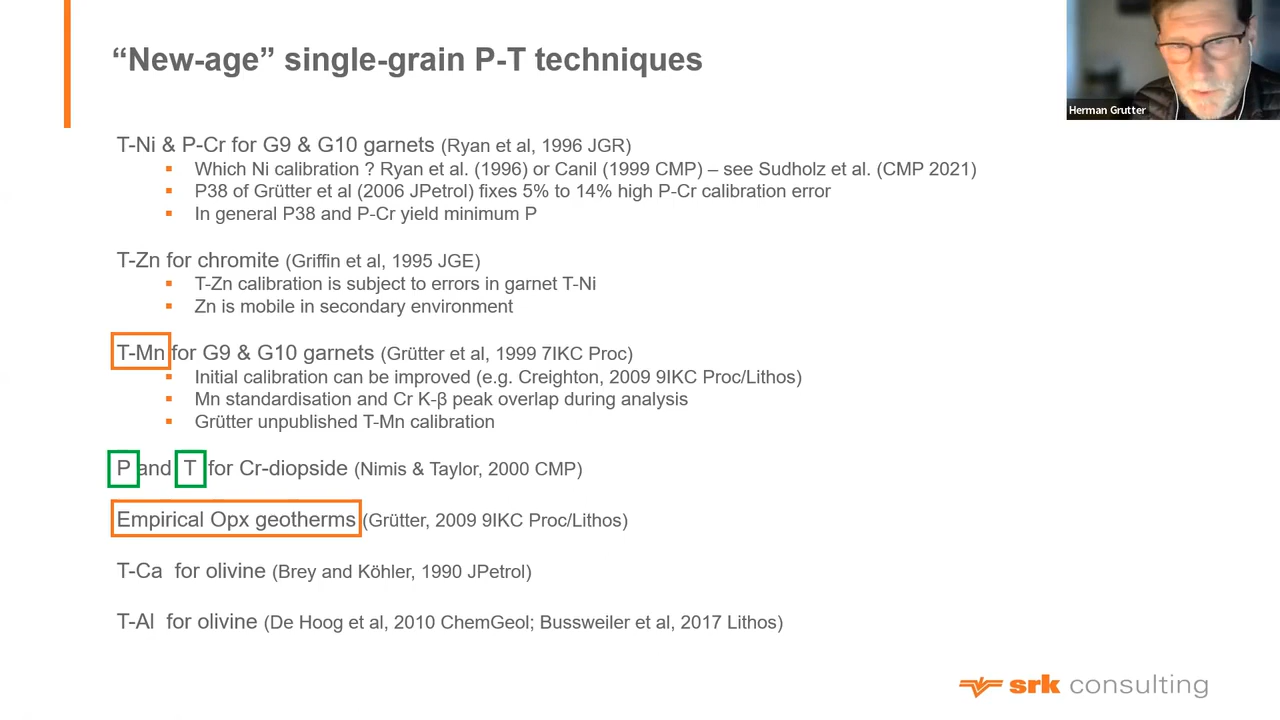 “New-age” single-grain P-T techniques
Herman Grutter
T-Ni & P-Cr for G9 & G10 garnets (Ryan et al, 1996 JGR)
▪ Which Ni calibration ? Ryan et al. (1996) or Canil (1999 CMP) – see Sudholz et al. (CMP 2021)
▪ P38 of Grütter et al (2006 JPetrol) fixes 5% to 14% high P-Cr calibration error
▪ In general P38 and P-Cr yield minimum P
T-Zn for chromite (Griffin et al, 1995 JGE)
▪ T-Zn calibration is subject to errors in garnet T-Ni
▪ Zn is mobile in secondary environment
T-Mn for G9 & G10 garnets (Grütter et al, 1999 7IKC Proc)
▪ Initial calibration can be improved (e.g. Creighton, 2009 9IKC Proc/Lithos)
▪ Mn standardisation and Cr K-β peak overlap during analysis
▪ Grütter unpublished T-Mn calibration
P and T for Cr-diopside (Nimis & Taylor, 2000 CMP)
Empirical Opx geotherms (Grütter, 2009 9IKC Proc/Lithos)
T-Ca for olivine (Brey and Köhler, 1990 JPetrol)
T-Al for olivine (De Hoog et al, 2010 ChemGeol; Bussweiler et al, 2017 Lithos)
srk consulting